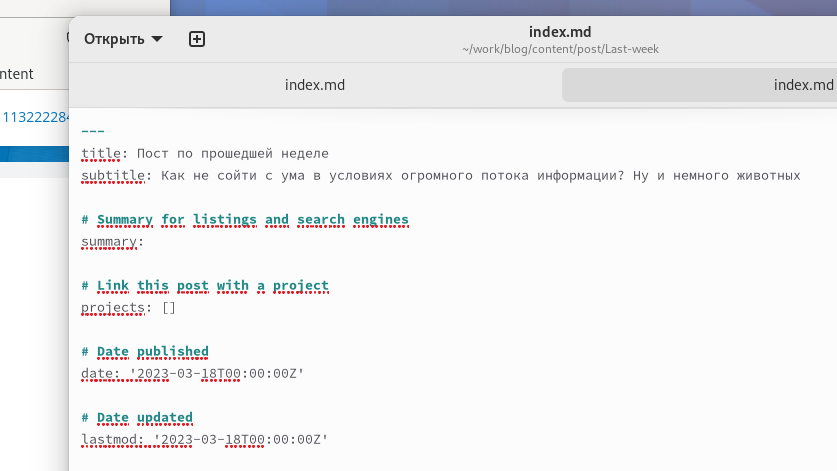 index.md
Открыть
~/work/blog/content/post/Last-week
index.md
index.md
ntent
11322228
---
title: Пост по прошедшей неделе
subtitle: Как не сойти с ума в условиях огромного потока информации? Ну и немного животных
# Summary for listings and search engines
summary:
# Link this post with a project
projects: []
# Date published
date: '2023-03-18T00:00:00Z'
# Date updated
lastmod: '2023-03-18T00:00:00Z'